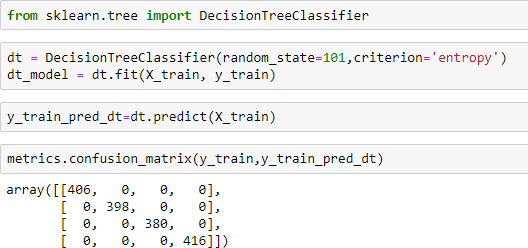 from sklearn.tree import DecisionTreeClassifier
dt = DecisionTreeClassifier(random_state=101,criterion='entropy')
dt_model = dt.fit(X_train, y_train)
y_train_pred_dt=dt.predict(X_train)
metrics.confusion_matrix(y_train,y_train_pred_dt)
array([[406,   0,   0,   0],
       [  0, 398,   0,   0],
       [  0,   0, 380,   0],
       [  0,   0,   0, 416]])